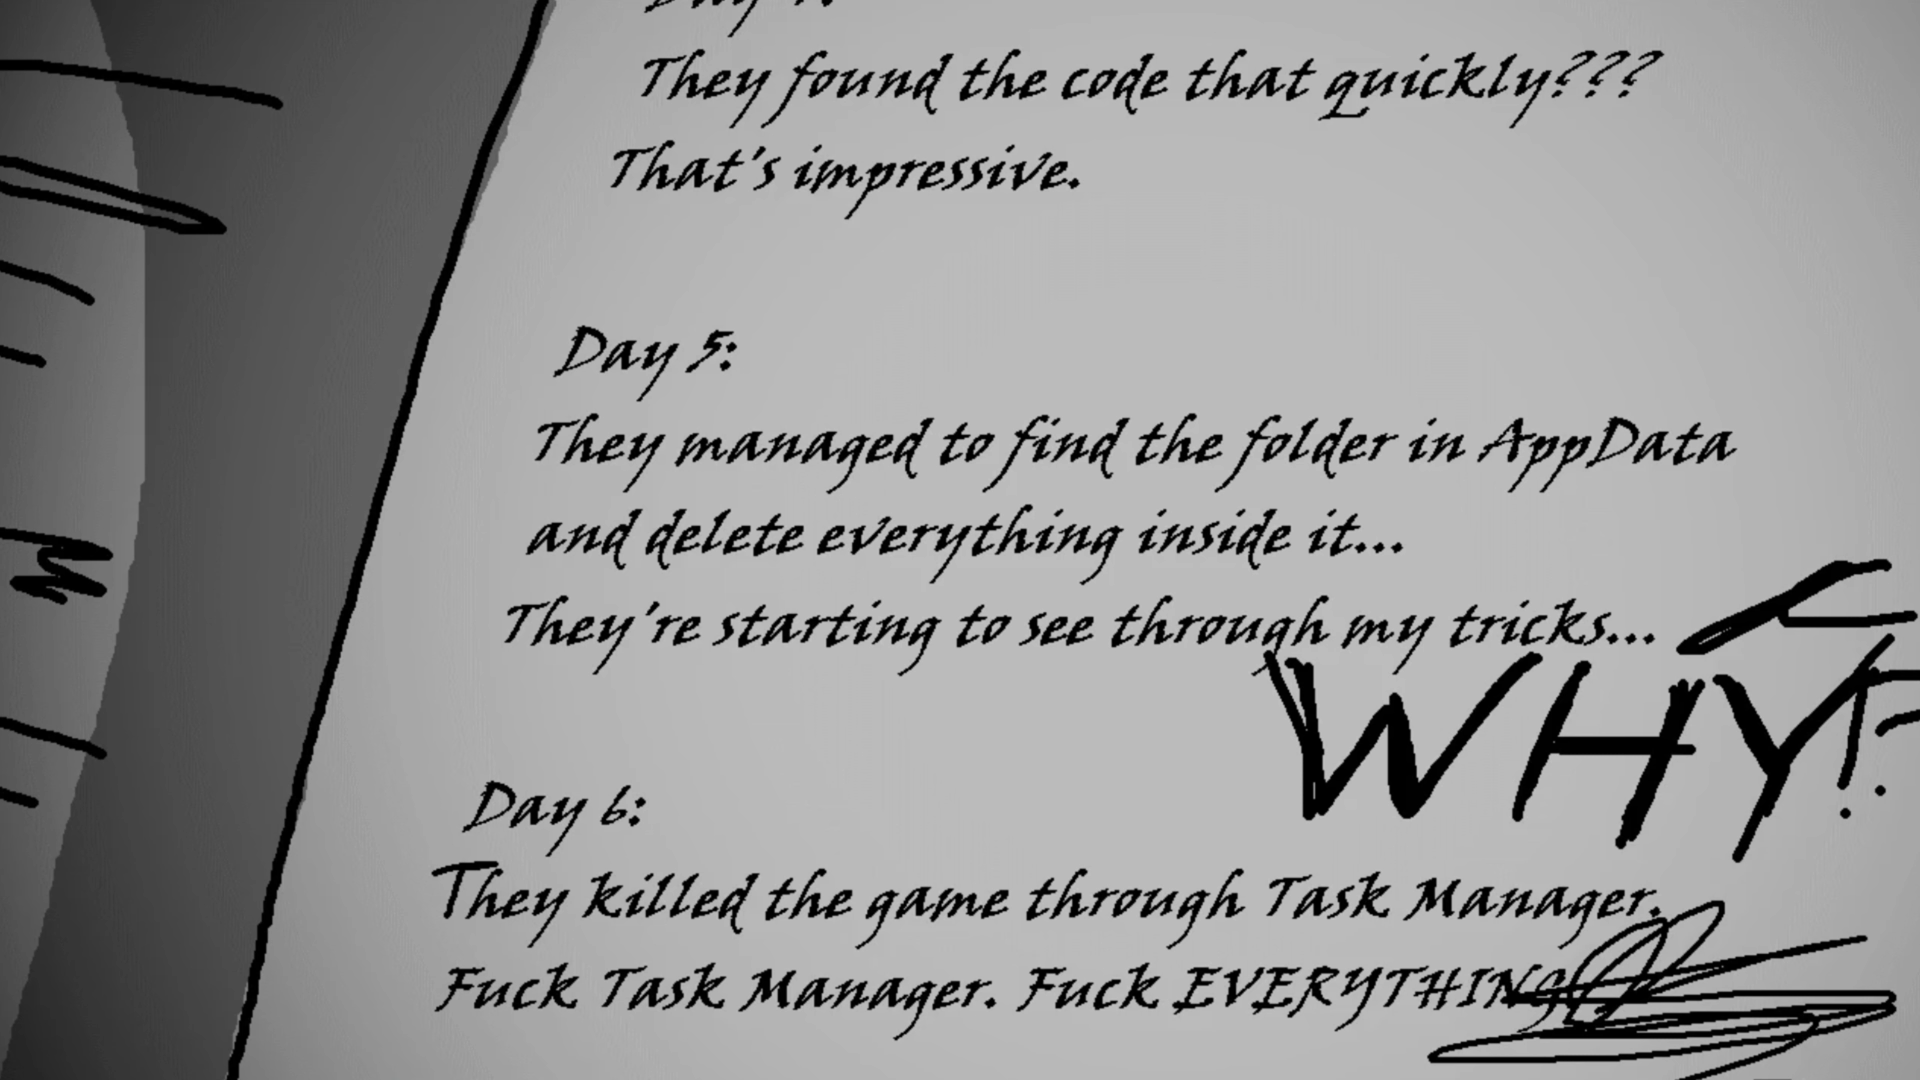 They found the code that quickly???
That's impressive.
Day 5:
They managed to find the folder in AppData
and delete everything inside it...
They're starting to see through my tricks...
WHY!?
Day 6:
They killed the game through Task Manager.
Fuck Task Manager. Fuck EVERYTHING